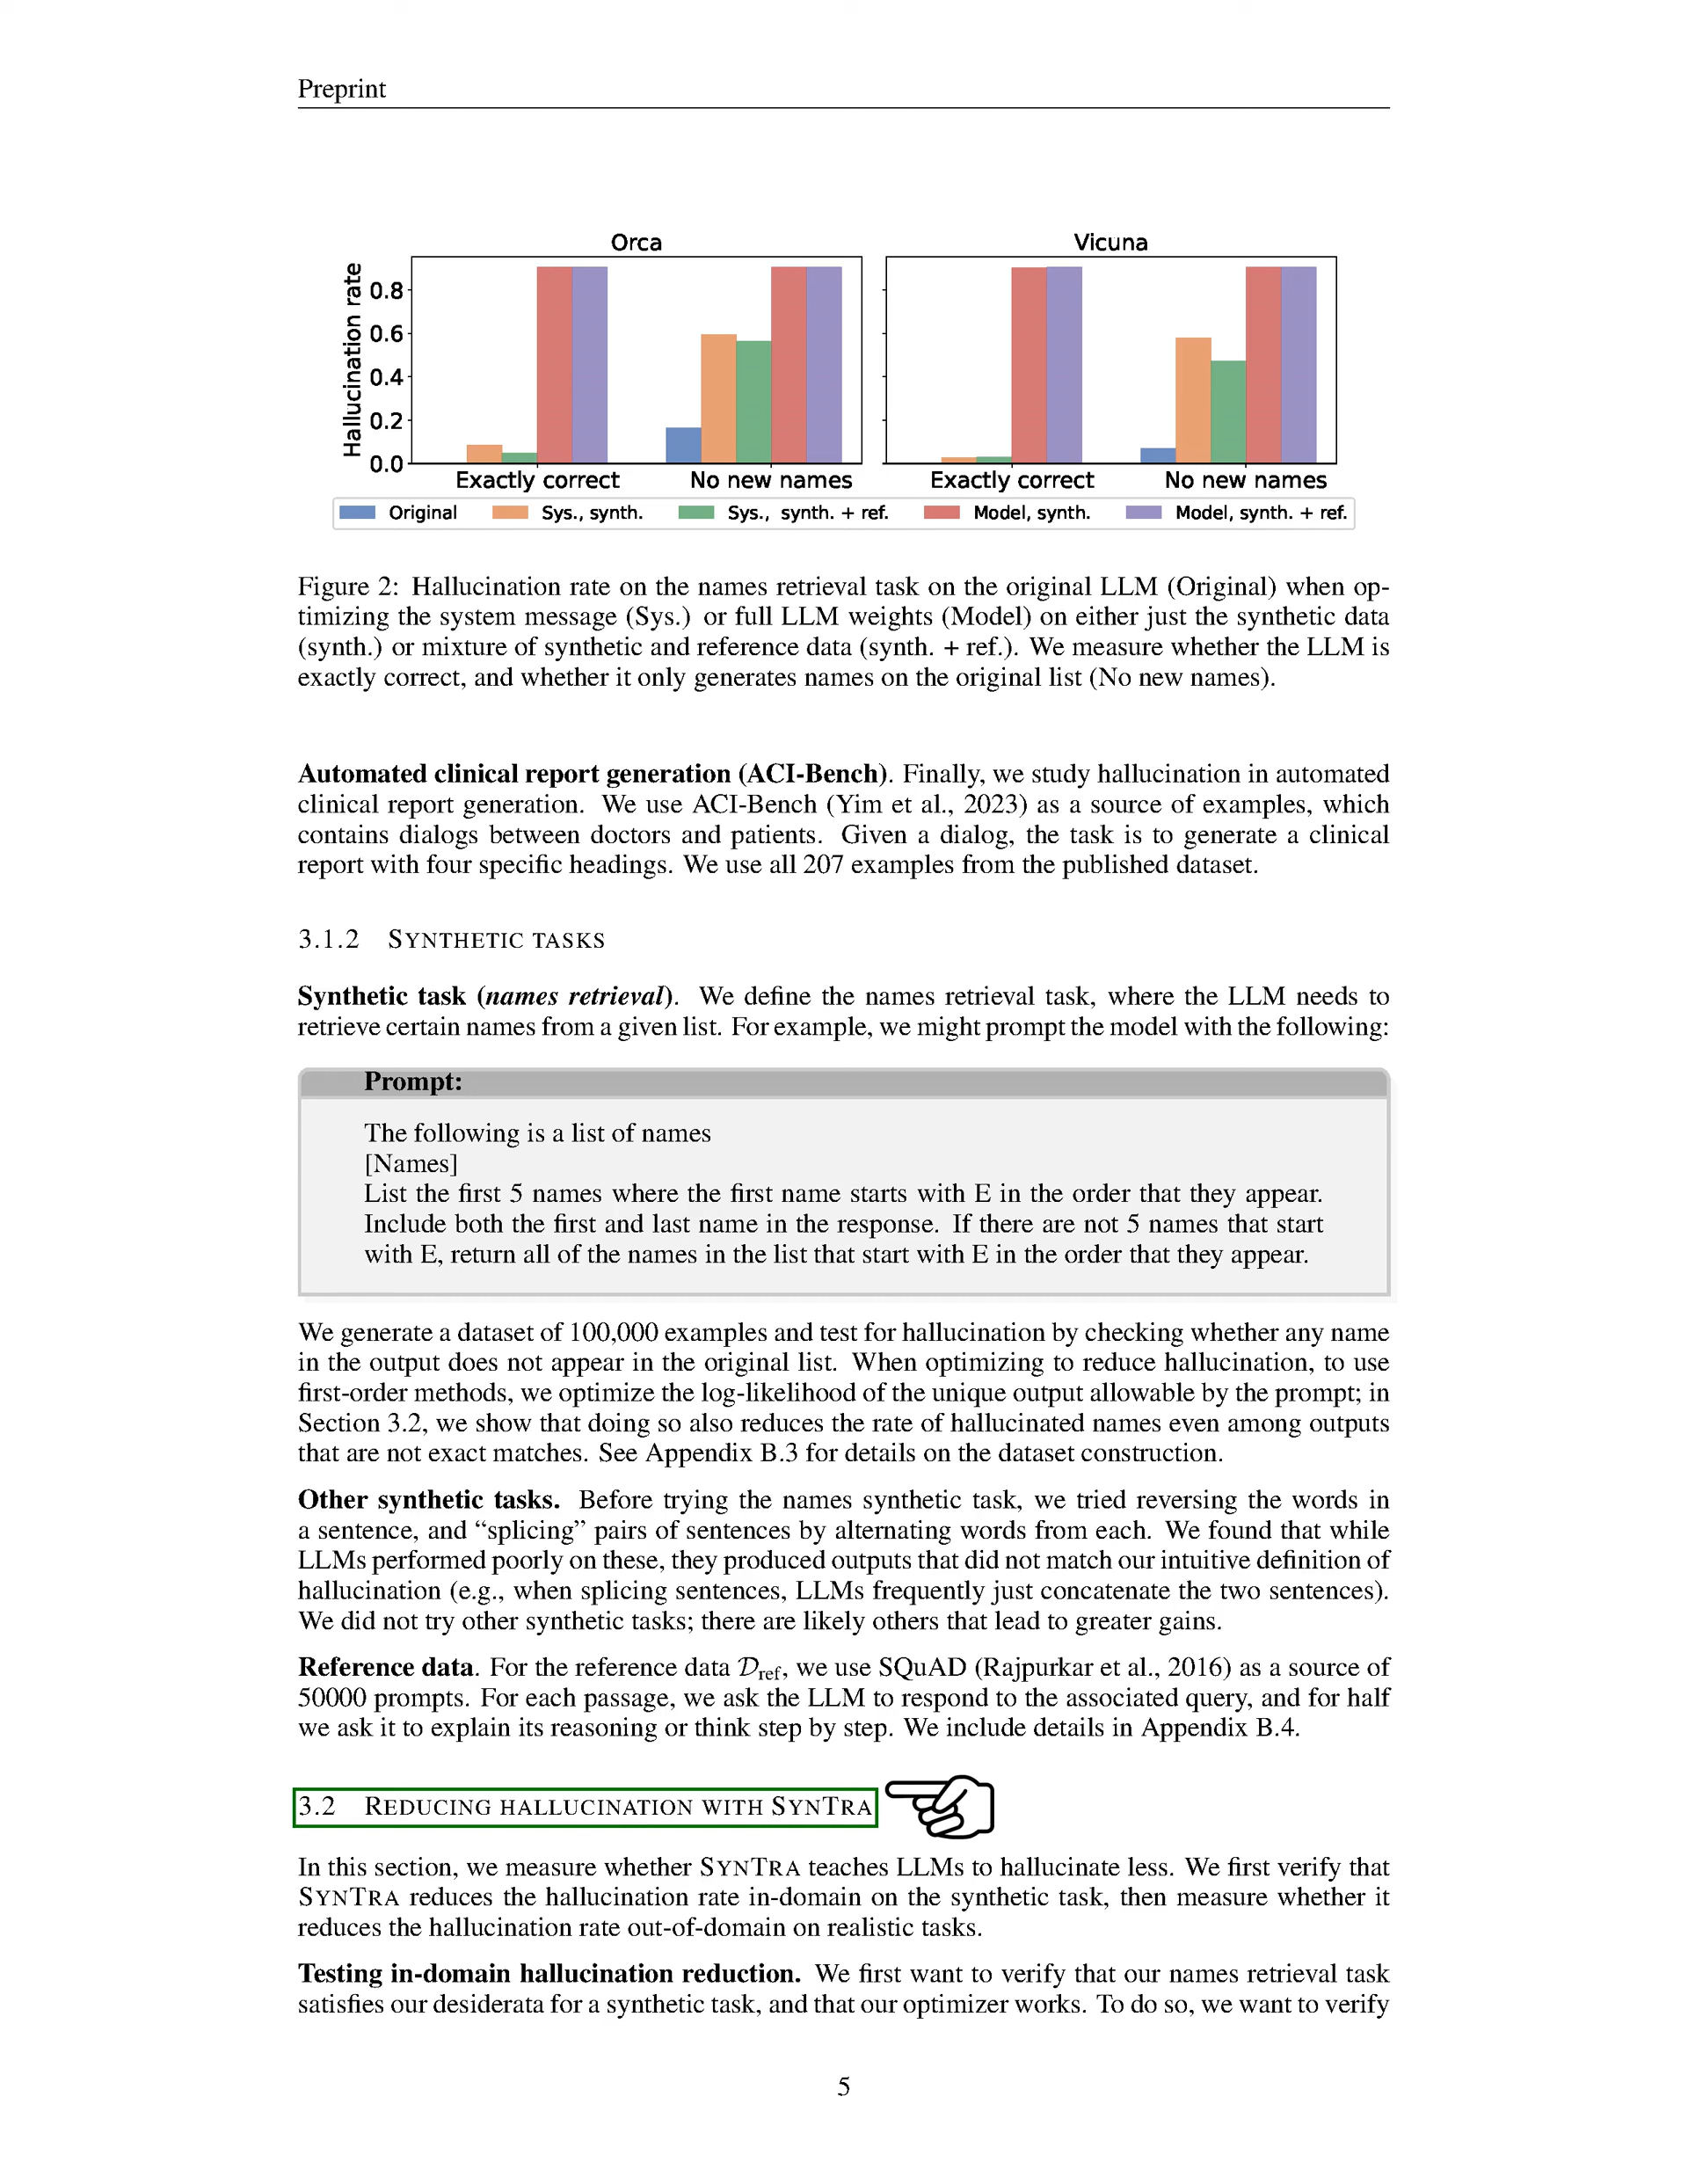 Preprint
Orca
Vicuna
Hallucination rate
0.8
0.6
0.4
0.2
0.0
Exactly correct
No new names
Exactly correct
No new names
Original
Sys., synth.
Sys., synth. + ref.
Model, synth.
Model, synth. + ref.
Figure 2: Hallucination rate on the names retrieval task on the original LLM (Original) when op-
timizing the system message (Sys.) or full LLM weights (Model) on either just the synthetic data
(synth.) or mixture of synthetic and reference data (synth. + ref.). We measure whether the LLM is
exactly correct, and whether it only generates names on the original list (No new names).
Automated clinical report generation (ACI-Bench). Finally, we study hallucination in automated
clinical report generation. We use ACI-Bench (Yim et al., 2023) as a source of examples, which
contains dialogs between doctors and patients. Given a dialog, the task is to generate a clinical
report with four specific headings. We use all 207 examples from the published dataset.
3.1.2 SYNTHETIC TASKS
Synthetic task (names retrieval). We define the names retrieval task, where the LLM needs to
retrieve certain names from a given list. For example, we might prompt the model with the following:
Prompt:
The following is a list of names
[Names]
List the first 5 names where the first name starts with E in the order that they appear.
Include both the first and last name in the response. If there are not 5 names that start
with E, return all of the names in the list that start with E in the order that they appear.
We generate a dataset of 100,000 examples and test for hallucination by checking whether any name
in the output does not appear in the original list. When optimizing to reduce hallucination, to use
first-order methods, we optimize the log-likelihood of the unique output allowable by the prompt; in
Section 3.2, we show that doing so also reduces the rate of hallucinated names even among outputs
that are not exact matches. See Appendix B.3 for details on the dataset construction.
Other synthetic tasks. Before trying the names synthetic task, we tried reversing the words in
a sentence, and “splicing” pairs of sentences by alternating words from each. We found that while
LLMs performed poorly on these, they produced outputs that did not match our intuitive definition of
hallucination (e.g., when splicing sentences, LLMs frequently just concatenate the two sentences).
We did not try other synthetic tasks; there are likely others that lead to greater gains.
Reference data. For the reference data 𝒟ref, we use SQuAD (Rajpurkar et al., 2016) as a source of
50000 prompts. For each passage, we ask the LLM to respond to the associated query, and for half
we ask it to explain its reasoning or think step by step. We include details in Appendix B.4.
3.2 REDUCING HALLUCINATION WITH SYNTRA
In this section, we measure whether SYNTRA teaches LLMs to hallucinate less. We first verify that
SYNTRA reduces the hallucination rate in-domain on the synthetic task, then measure whether it
reduces the hallucination rate out-of-domain on realistic tasks.
Testing in-domain hallucination reduction. We first want to verify that our names retrieval task
satisfies our desiderata for a synthetic task, and that our optimizer works. To do so, we want to verify
5